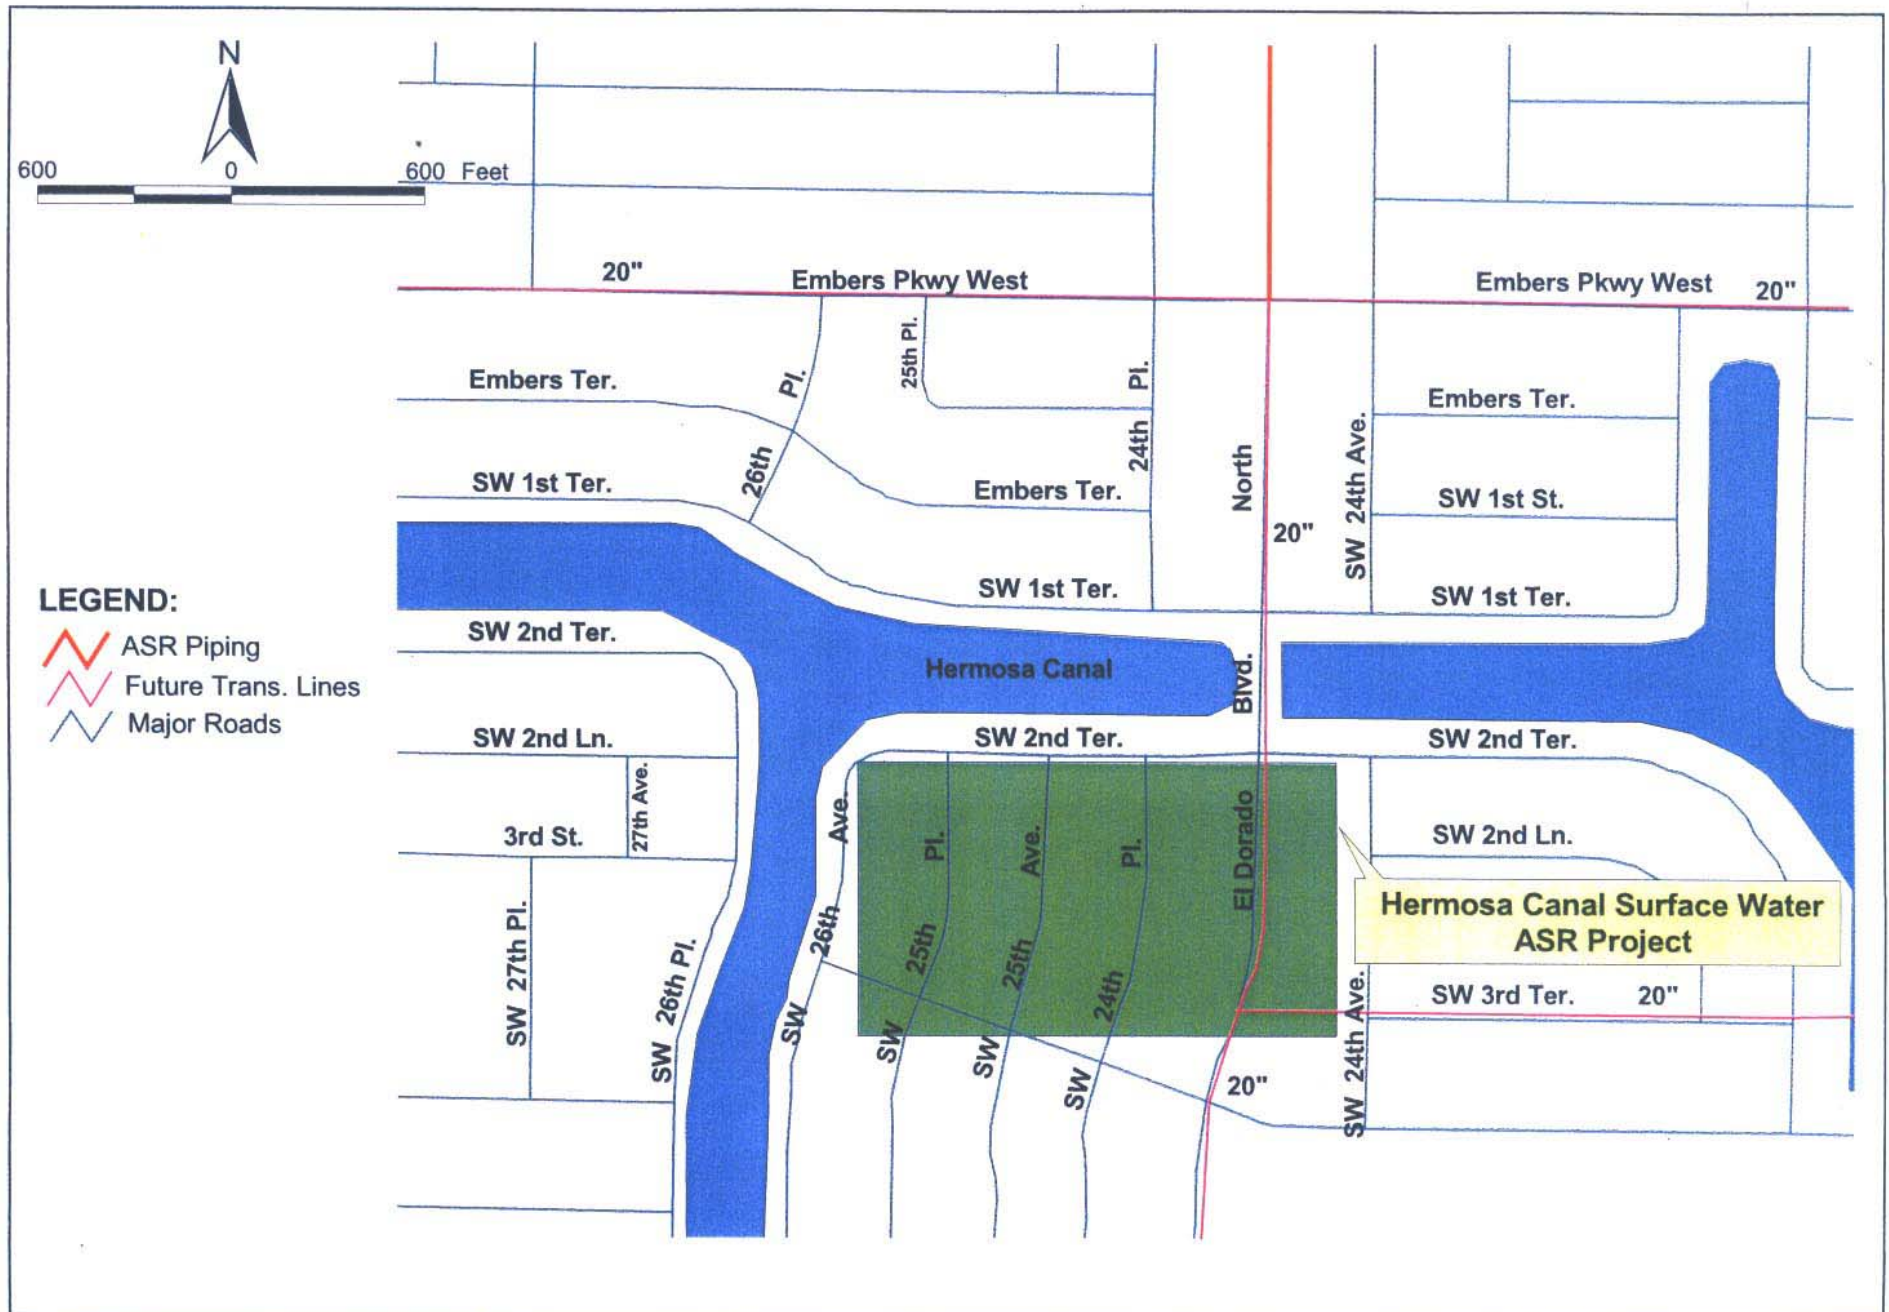 N
600 0 600 Feet
20" Embers Pkwy West Embers Pkwy West 20"
Embers Ter.
26th Pl.
25th Pl.
24th Pl.
North
SW 24th Ave.
Embers Ter.
SW 1st Ter.
Embers Ter.
SW 1st St.
20"
SW 1st Ter.
SW 1st Ter.
LEGEND:
ASR Piping
Future Trans. Lines
Major Roads
SW 2nd Ter.
Hermosa Canal
Blvd.
SW 2nd Ln.
SW 2nd Ter.
SW 2nd Ter.
27th Ave.
3rd St.
SW 27th Pl.
SW 26th Pl.
SW 26th Ave.
SW 25th Pl.
SW 25th Ave.
SW 24th Pl.
El Dorado
SW 2nd Ln.
Hermosa Canal Surface Water
ASR Project
SW 24th Ave.
SW 3rd Ter. 20"
20"